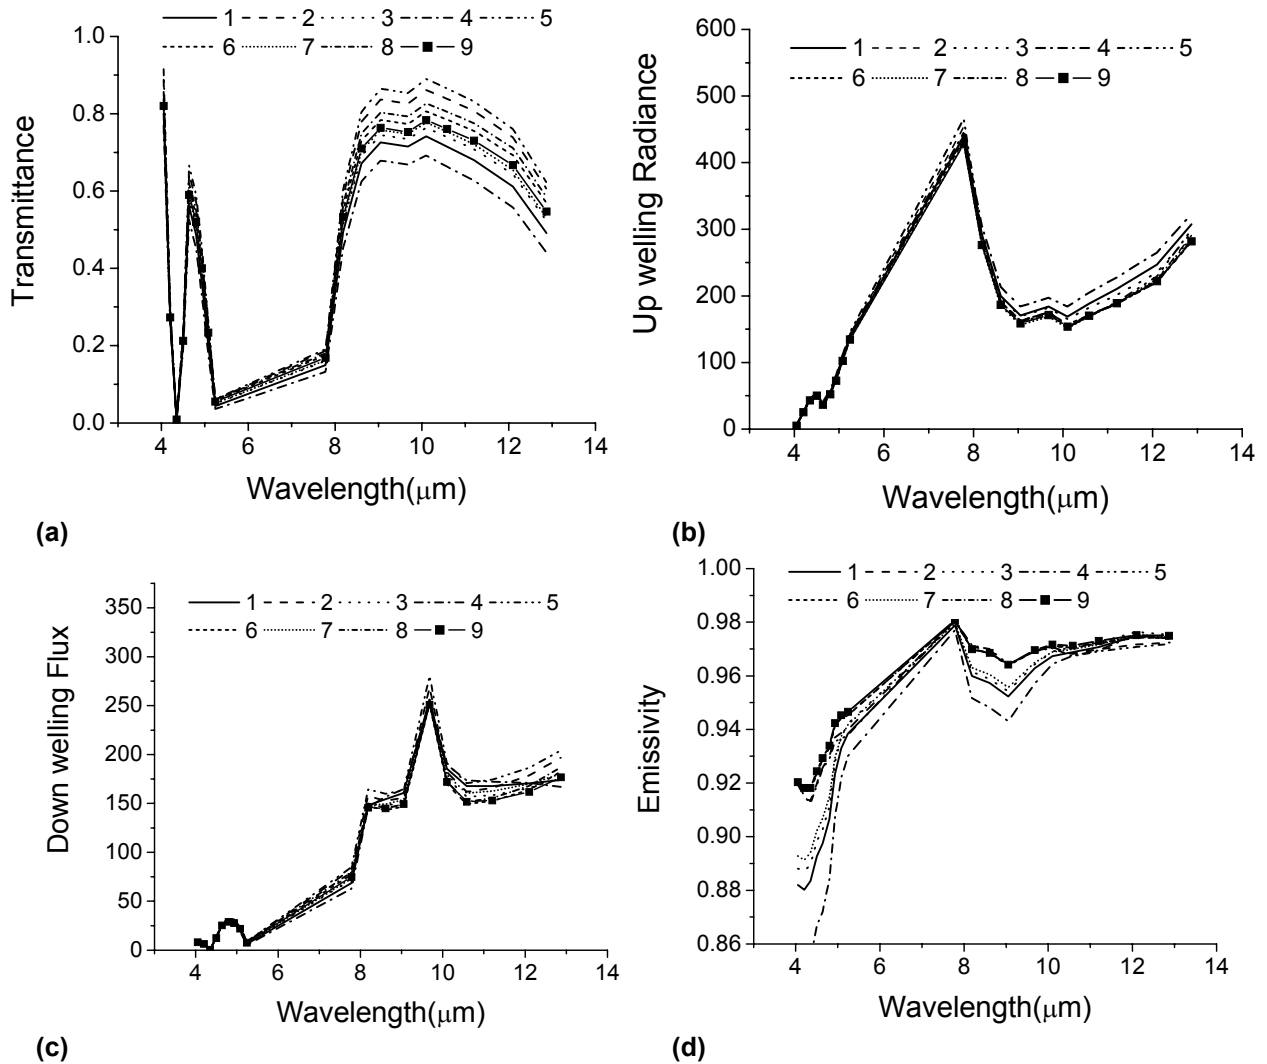 1 2 3 4 5
6 7 8 9
1.0
0.8
0.6
0.4
0.2
0.0
Transmittance
4 6 8 10 12 14
Wavelength(μm)
(a)
1 2 3 4 5
6 7 8 9
600
500
400
300
200
100
0
Up welling Radiance
4 6 8 10 12 14
Wavelength(μm)
(b)
1 2 3 4 5
6 7 8 9
350
300
250
200
150
100
50
0
Down welling Flux
4 6 8 10 12 14
Wavelength(μm)
(c)
1 2 3 4 5
6 7 8 9
1.00
0.98
0.96
0.94
0.92
0.90
0.88
0.86
Emissivity
4 6 8 10 12 14
Wavelength(μm)
(d)